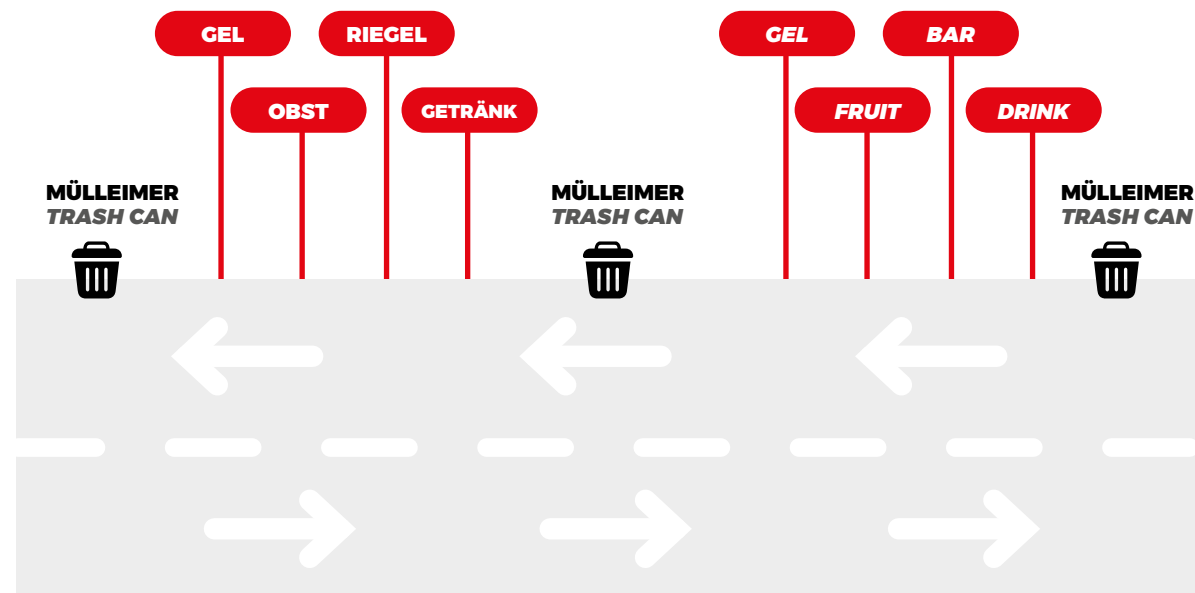 GEL
RIEGEL
GEL
BAR
OBST
GETRÄNK
FRUIT
DRINK
MÜLLEIMER
TRASH CAN
MÜLLEIMER
TRASH CAN
MÜLLEIMER
TRASH CAN